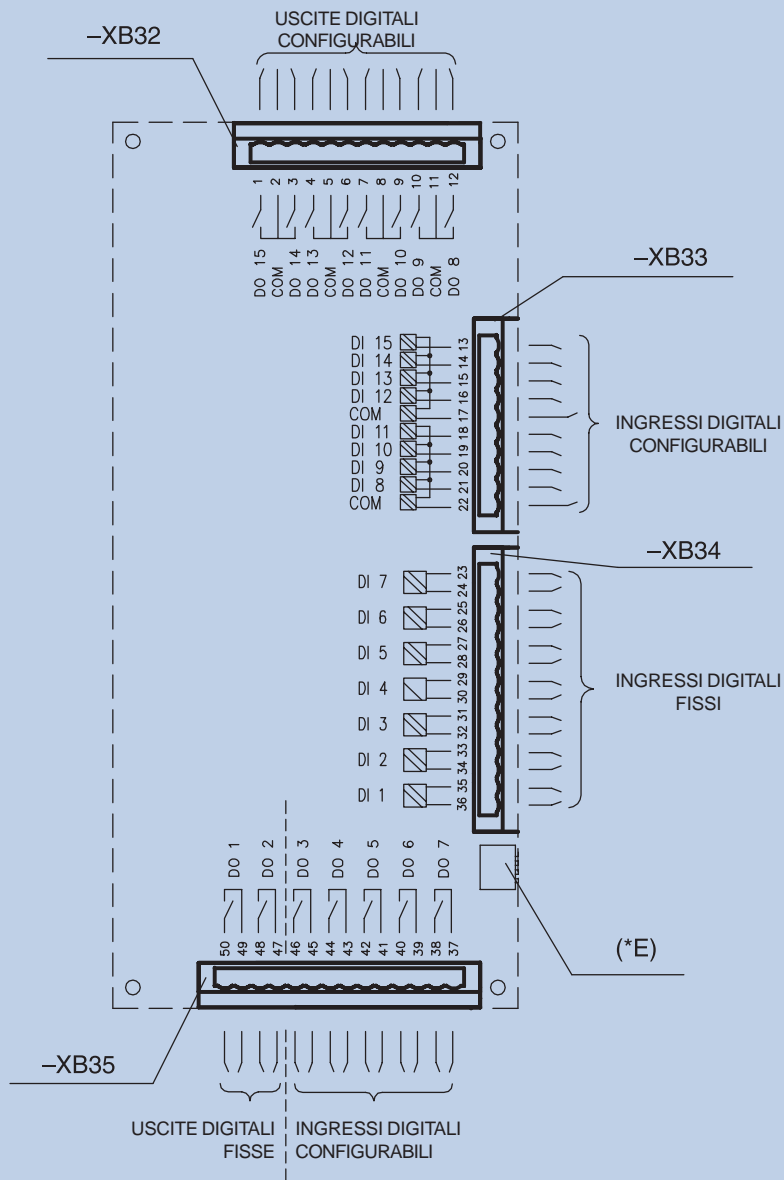 USCITE DIGITALI
CONFIGURABILI
–XB32
1 2 3 4 5 6 7 8 9 10 11 12
DO 15 COM DO 14 DO 13 COM DO 12 DO 11 COM DO 10 DO 9 COM DO 8
–XB33
DI 15 13
DI 14 14
DI 13 15
DI 12 16
COM 17
DI 11 18
DI 10 19
DI 9 20
DI 8 21
COM 22
INGRESSI DIGITALI
CONFIGURABILI
–XB34
DI 7 23 24
DI 6 25 26
DI 5 27 28
DI 4 29 30
DI 3 31 32
DI 2 33 34
DI 1 35 36
INGRESSI DIGITALI
FISSI
DO 1 DO 2 DO 3 DO 4 DO 5 DO 6 DO 7
50 49 48 47 46 45 44 43 42 41 40 39 38 37
(*E)
–XB35
USCITE DIGITALI
FISSE
INGRESSI DIGITALI
CONFIGURABILI